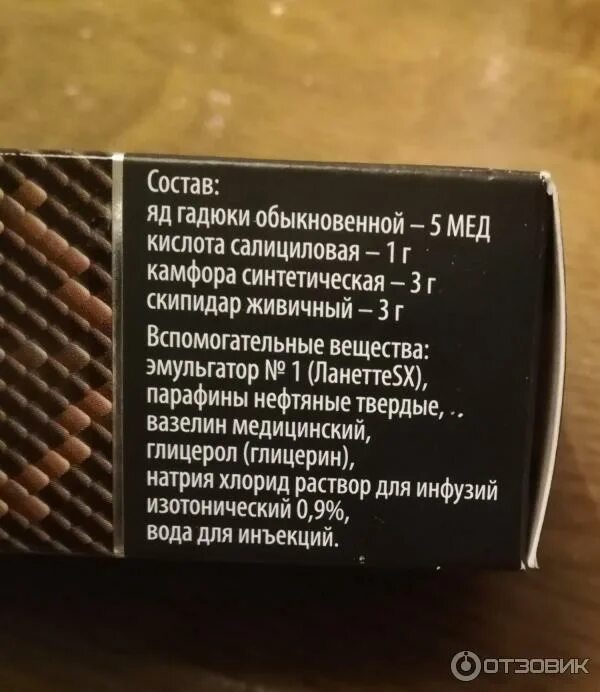 Состав:
яд гадюки обыкновенной – 5 МЕД
кислота салициловая – 1 г
камфора синтетическая – 3 г
скипидар живичный – 3 г
Вспомогательные вещества:
эмульгатор № 1 (ЛанеттеSX),
парафины нефтяные твердые,
вазелин медицинский,
глицерол (глицерин),
натрия хлорид раствор для инфузий
изотонический 0,9%,
вода для инъекций.
ОТЗОВИК